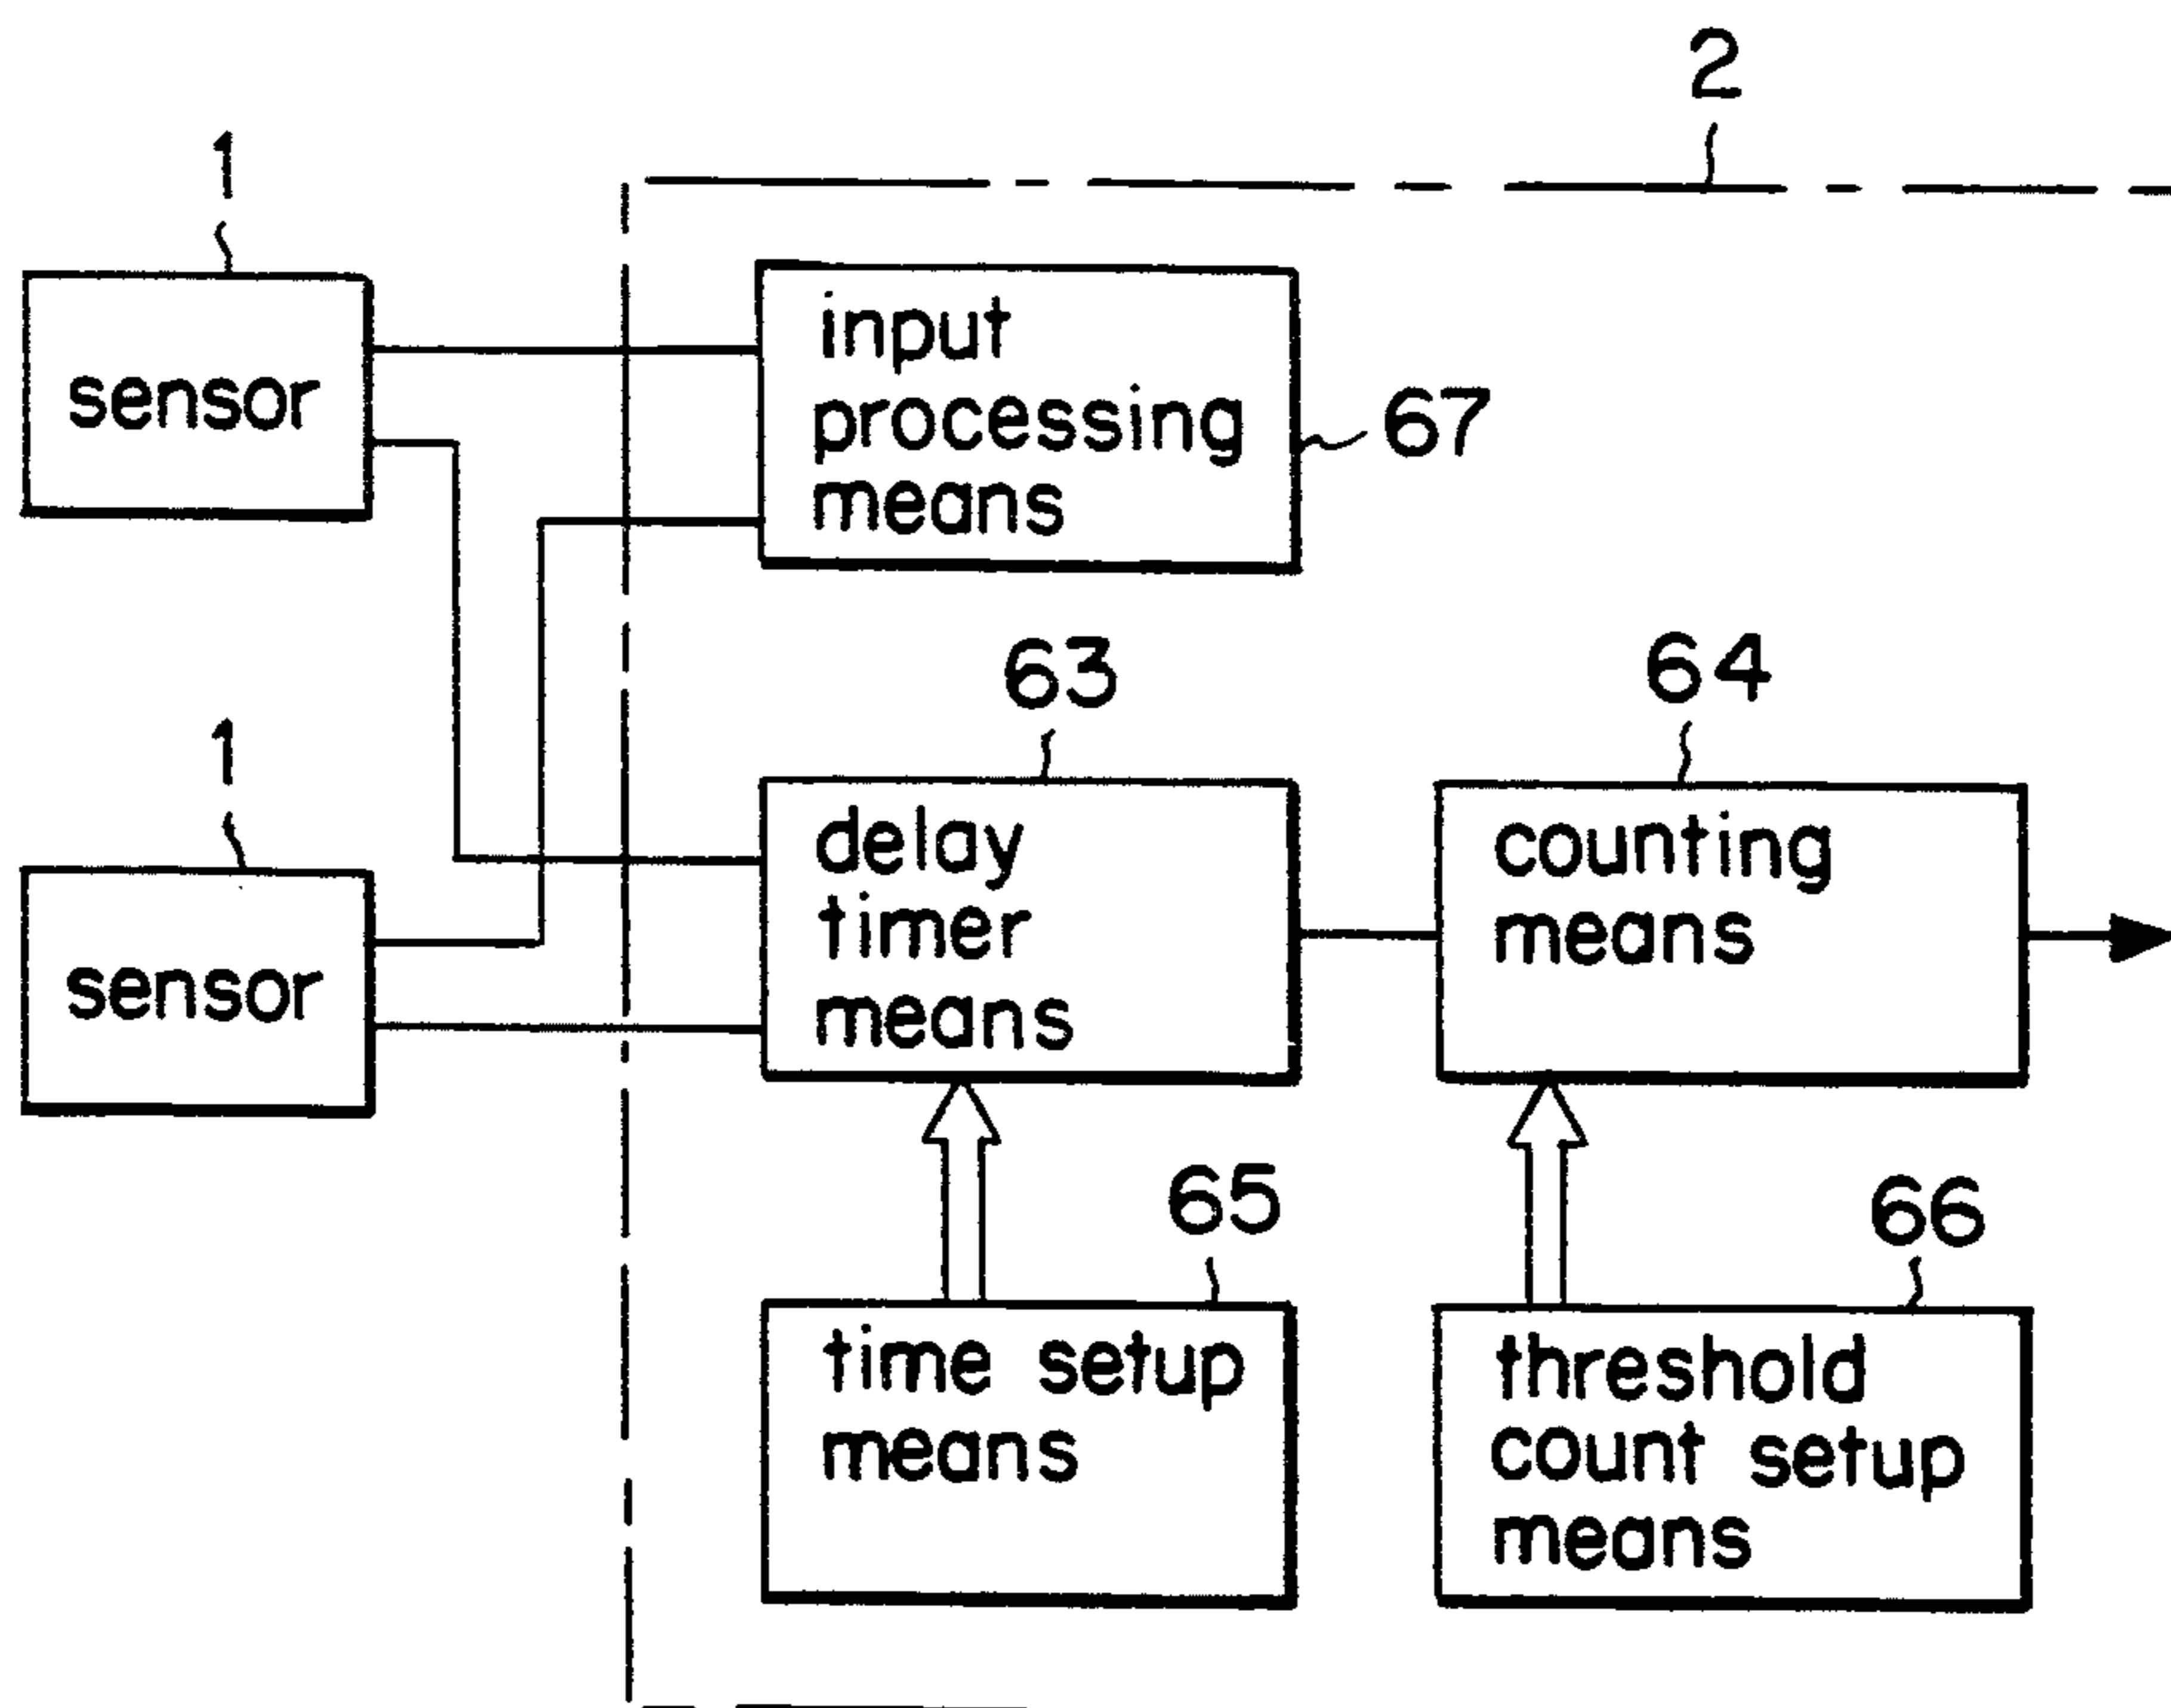 2
1
sensor
input
processing
means
67
63
64
1
sensor
delay
timer
means
counting
means
65
66
time setup
means
threshold
count setup
means